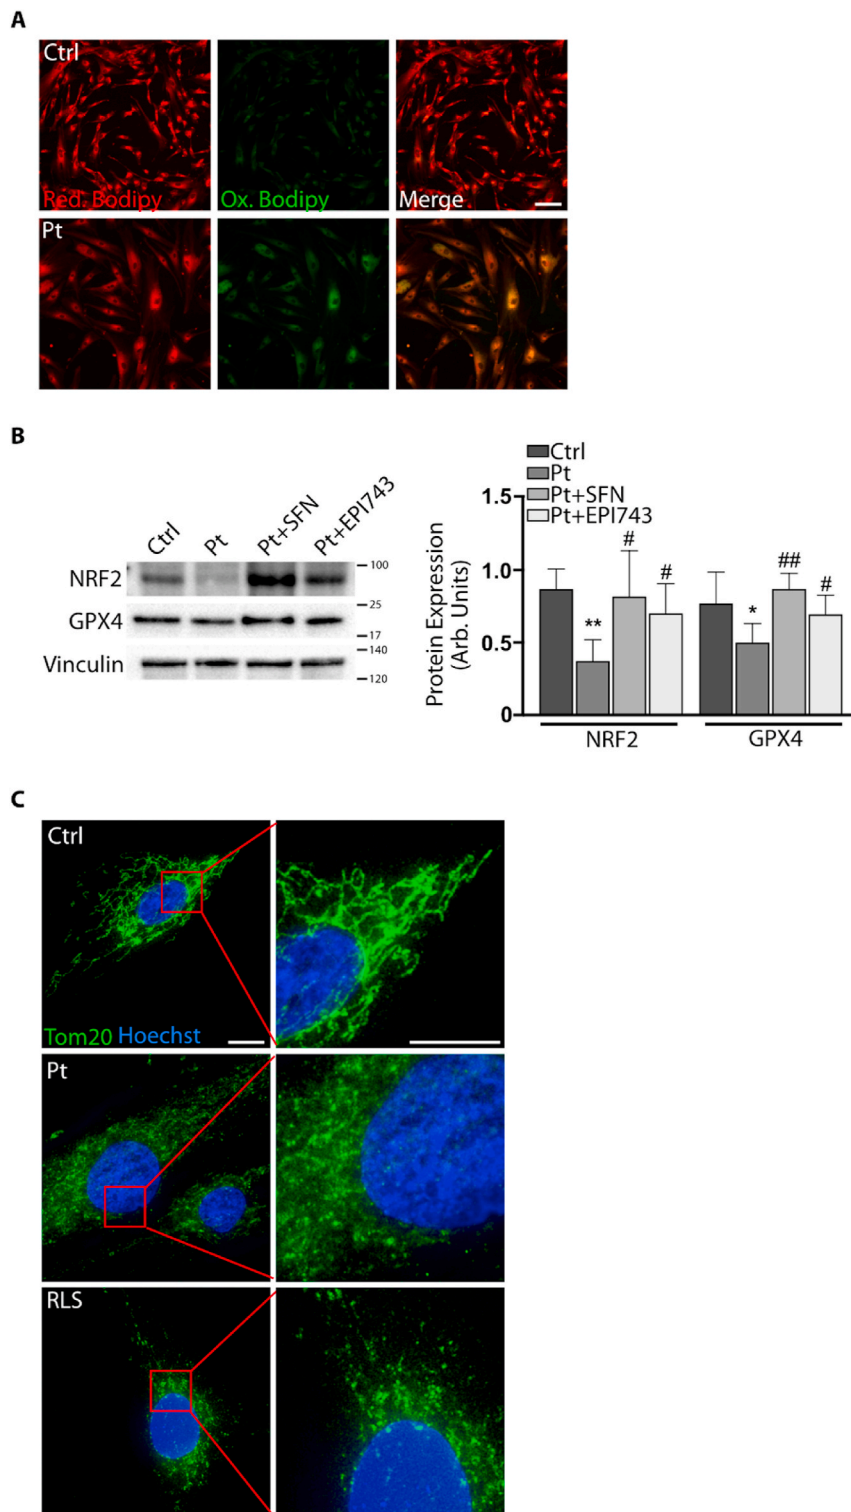 A
Ctrl
Red. Bodipy
Ox. Bodipy
Merge
Pt
B
Ctrl
Pt
Pt+SFN
Pt+EPI743
NRF2
GPX4
Vinculin
100
25
17
140
120
Ctrl
Pt
Pt+SFN
Pt+EPI743
Protein Expression
(Arb. Units)
1.5
1.0
0.5
0
**
#
#
*
##
#
NRF2
GPX4
C
Ctrl
Tom20 Hoechst
Pt
RLS